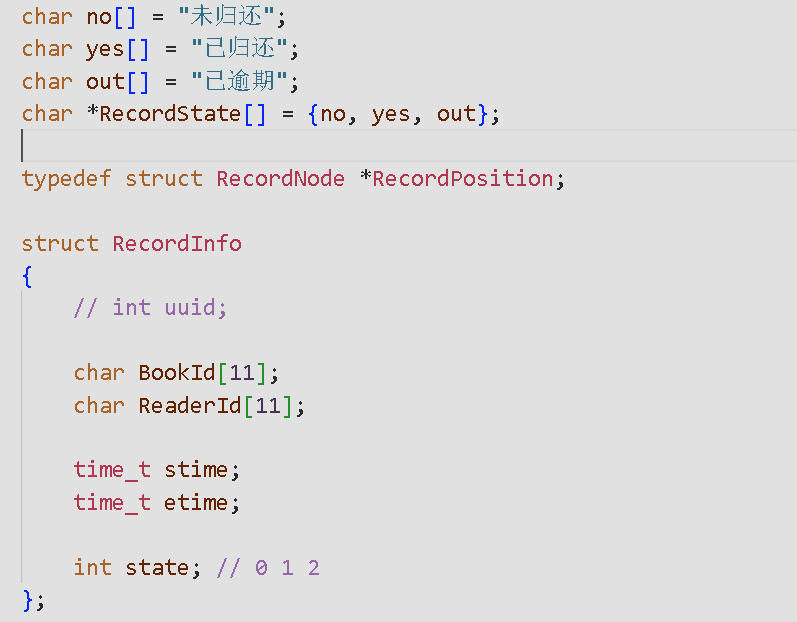 char no[] = "未归还";
char yes[] = "已归还";
char out[] = "已逾期";
char *RecordState[] = {no, yes, out};
typedef struct RecordNode *RecordPosition;
struct RecordInfo
{
// int uuid;
char BookId[11];
char ReaderId[11];
time_t stime;
time_t etime;
int state; // 0 1 2
};